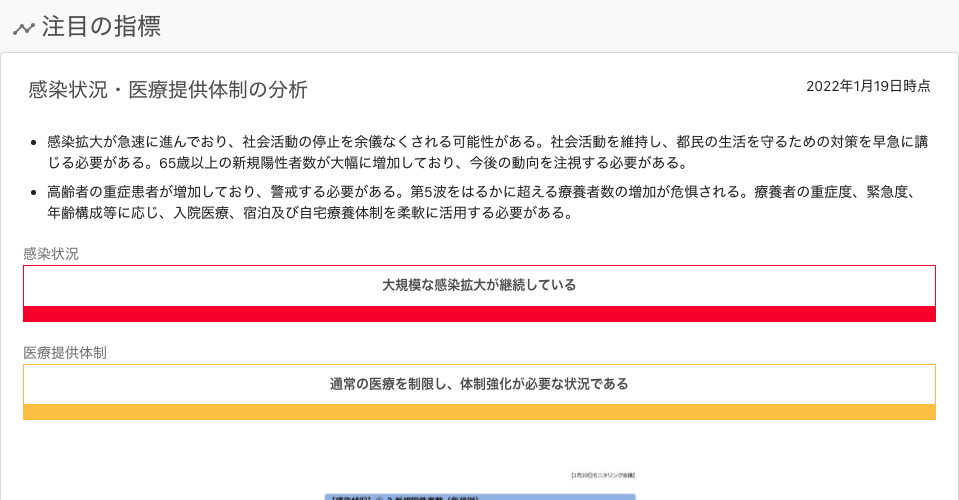 注目の指標
感染状況・医療提供体制の分析
2022年1月19日時点
• 感染拡大が急速に進んでおり、社会活動の停止を余儀なくされる可能性がある。社会活動を維持し、都民の生活を守るための対策を早急に講
じる必要がある。65歳以上の新規陽性者数が大幅に増加しており、今後の動向を注視する必要がある。
• 高齢者の重症患者が増加しており、警戒する必要がある。第5波をはるかに超える療養者数の増加が危惧される。療養者の重症度、緊急度、
年齢構成等に応じ、入院医療、宿泊及び自宅療養体制を柔軟に活用する必要がある。
感染状況
大規模な感染拡大が継続している
医療提供体制
通常の医療を制限し、体制強化が必要な状況である
【1月20日モニタリング会議】